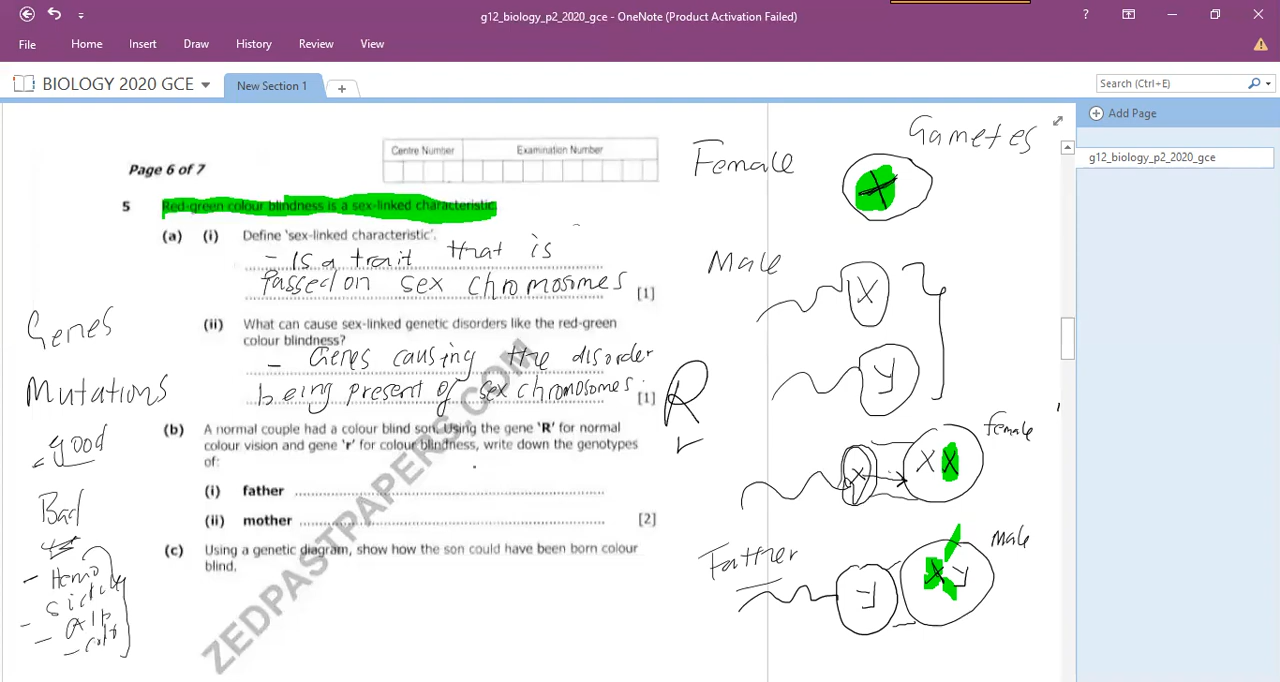 g12_biology_p2_2020_gce - OneNote (Product Activation Failed)
File Home Insert Draw History Review View
BIOLOGY 2020 GCE
New Section 1
Search (Ctrl+E)
Add Page
g12_biology_p2_2020_gce
Gametes
Centre Number Examination Number
Female
Page 6 of 7
5 Red-green colour blindness is a sex-linked characteristic.
(a) (i) Define 'sex-linked characteristic'.
- Is a trait that is
Passed on sex chromosomes
[1]
Male
X
Y
(ii) What can cause sex-linked genetic disorders like the red-green
colour blindness?
- Genes causing the disorder
being present of sex chromosomes.
[1]
R
r
Genes
Mutations
good
Bad
- Hemo
(b) A normal couple had a colour blind son. Using the gene 'R' for normal
colour vision and gene 'r' for colour blindness, write down the genotypes
of:
(i) father
(ii) mother [2]
(c) Using a genetic diagram, show how the son could have been born colour
blind.
female
X X X
male
Father
Y X Y
ZEDPASTPAPERS.COM